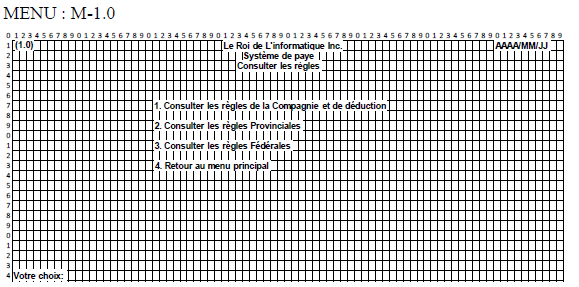 MENU : M-1.0
0 1 2 3 4 5 6 7 8 9 0 1 2 3 4 5 6 7 8 9 0 1 2 3 4 5 6 7 8 9 0 1 2 3 4 5 6 7 8 9 0 1 2 3 4 5 6 7 8 9 0 1 2 3 4 5 6 7 8 9 0 1 2 3 4 5 6 7 8 9 0 1 2 3 4 5 6 7 8 9
1 (1.0) Le Roi de L'informatique Inc. AAAA/MM/JJ
2 Système de paye
3 Consulter les règles
4
5
6
7 1. Consulter les règles de la Compagnie et de déduction
8
9 2. Consulter les règles Provinciales
0
1 3. Consulter les règles Fédérales
2
3 4. Retour au menu principal
4
5
6
7
8
9
0
1
2
3
4 Votre choix: